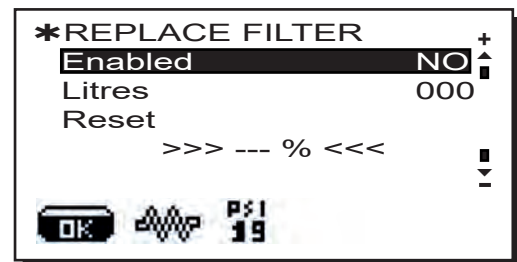 *REPLACE FILTER +
Enabled NO
Litres 000
Reset
>>> --- % <<<
-
OK PSI
19